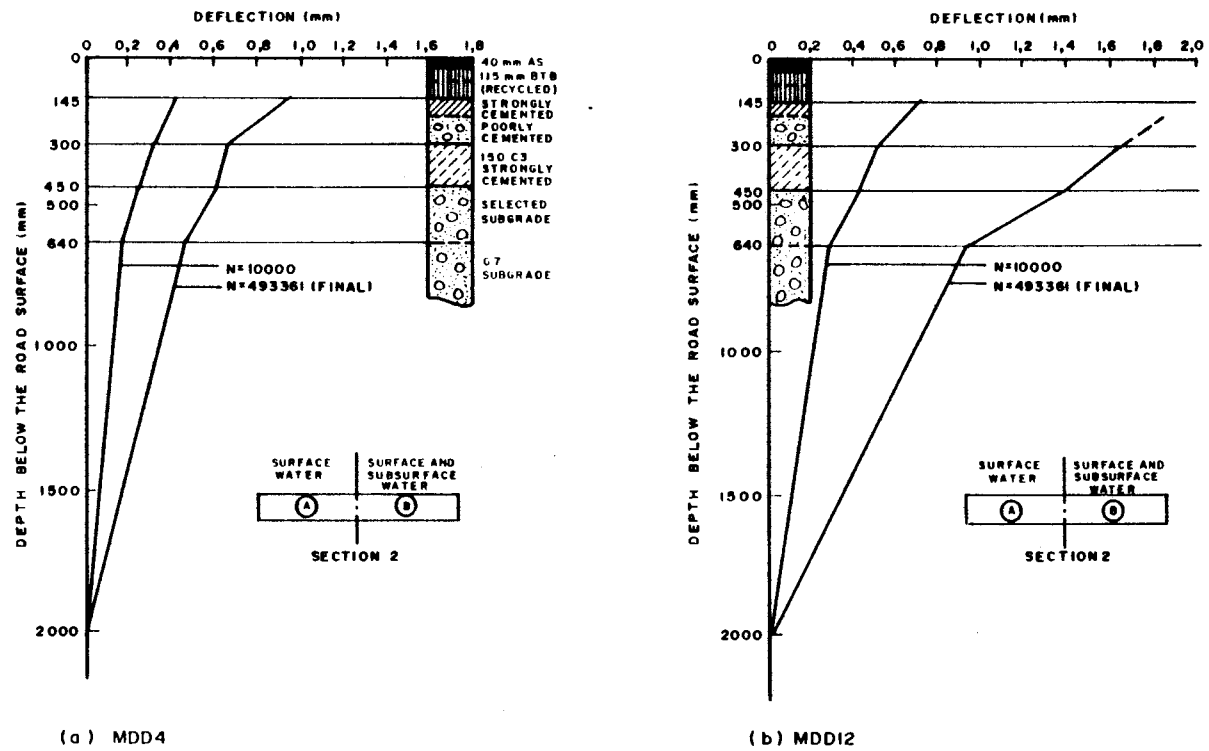 DEFLECTION (mm)
0 0,2 0,4 0,6 0,8 1,0 1,2 1,4 1,6 1,8
0
145
300
450
500
640
1000
1500
2000
DEPTH BELOW THE ROAD SURFACE (mm)
40 mm AS
115 mm BTB
(RECYCLED)
STRONGLY
CEMENTED
POORLY
CEMENTED
150 C3
STRONGLY
CEMENTED
SELECTED
SUBGRADE
G7
SUBGRADE
N=10000
N=493361 (FINAL)
SURFACE
WATER
SURFACE AND
SUBSURFACE
WATER
A
B
SECTION 2
(a) MDD4
DEFLECTION (mm)
0 0,2 0,4 0,6 0,8 1,0 1,2 1,4 1,6 1,8 2,0
0
145
300
450
500
640
1000
1500
2000
DEPTH BELOW THE ROAD SURFACE (mm)
N=10000
N=493361 (FINAL)
SURFACE
WATER
SURFACE AND
SUBSURFACE
WATER
A
B
SECTION 2
(b) MDD12